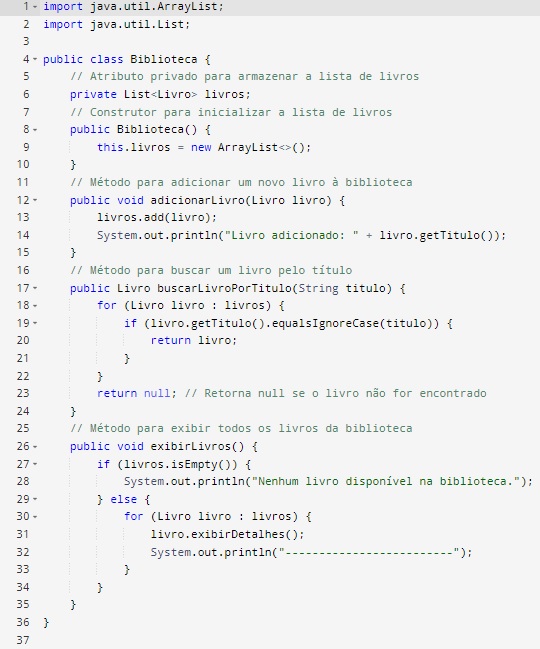 1 import java.util.ArrayList;
2 import java.util.List;
3
4 public class Biblioteca {
5     // Atributo privado para armazenar a lista de livros
6     private List<Livro> livros;
7     // Construtor para inicializar a lista de livros
8     public Biblioteca() {
9         this.livros = new ArrayList<>();
10     }
11     // Método para adicionar um novo livro à biblioteca
12     public void adicionarLivro(Livro livro) {
13         livros.add(livro);
14         System.out.println("Livro adicionado: " + livro.getTitulo());
15     }
16     // Método para buscar um livro pelo título
17     public Livro buscarLivroPorTitulo(String titulo) {
18         for (Livro livro : livros) {
19             if (livro.getTitulo().equalsIgnoreCase(titulo)) {
20                 return livro;
21             }
22         }
23         return null; // Retorna null se o livro não for encontrado
24     }
25     // Método para exibir todos os livros da biblioteca
26     public void exibirLivros() {
27         if (livros.isEmpty()) {
28             System.out.println("Nenhum livro disponível na biblioteca.");
29         } else {
30             for (Livro livro : livros) {
31                 livro.exibirDetalhes();
32                 System.out.println("-------------------------");
33             }
34         }
35     }
36 }
37